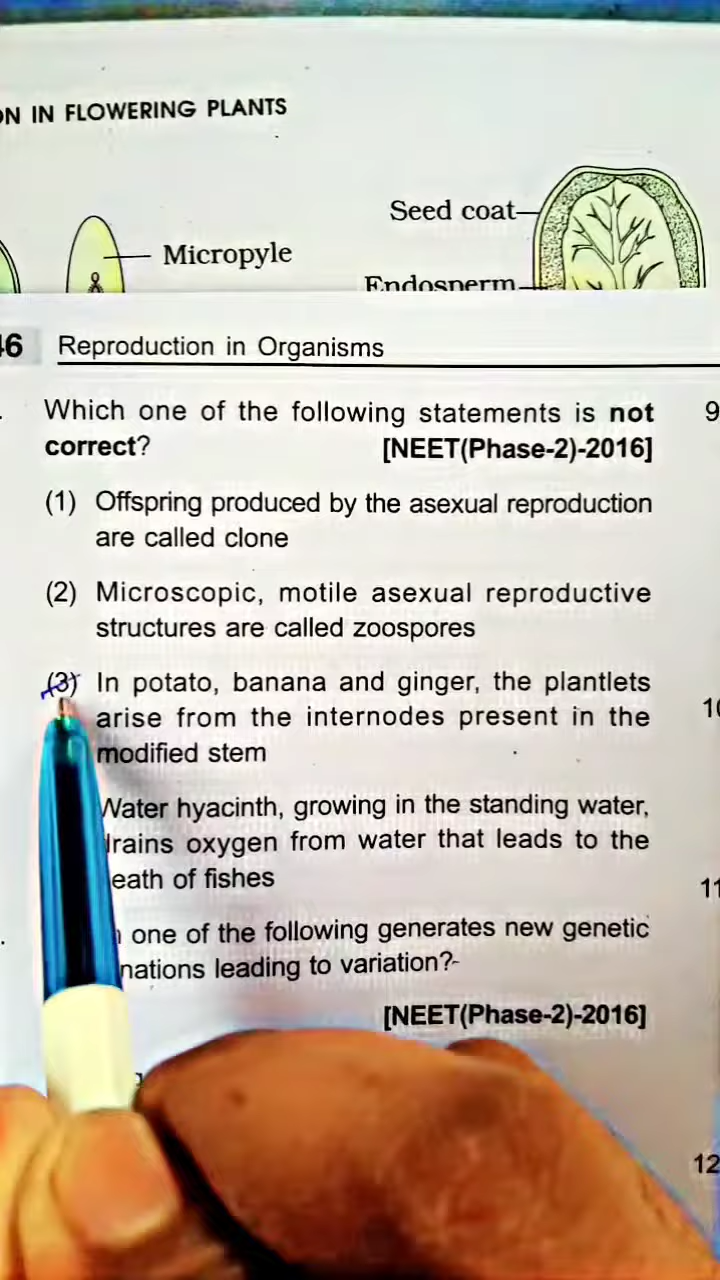 ON IN FLOWERING PLANTS
Seed coat
Micropyle
Endosperm
46 Reproduction in Organisms
Which one of the following statements is not 9
correct? [NEET(Phase-2)-2016]
(1) Offspring produced by the asexual reproduction
are called clone
(2) Microscopic, motile asexual reproductive
structures are called zoospores
(3) In potato, banana and ginger, the plantlets
arise from the internodes present in the 10
modified stem
Water hyacinth, growing in the standing water,
drains oxygen from water that leads to the
eath of fishes 11
one of the following generates new genetic
nations leading to variation?
[NEET(Phase-2)-2016]
12